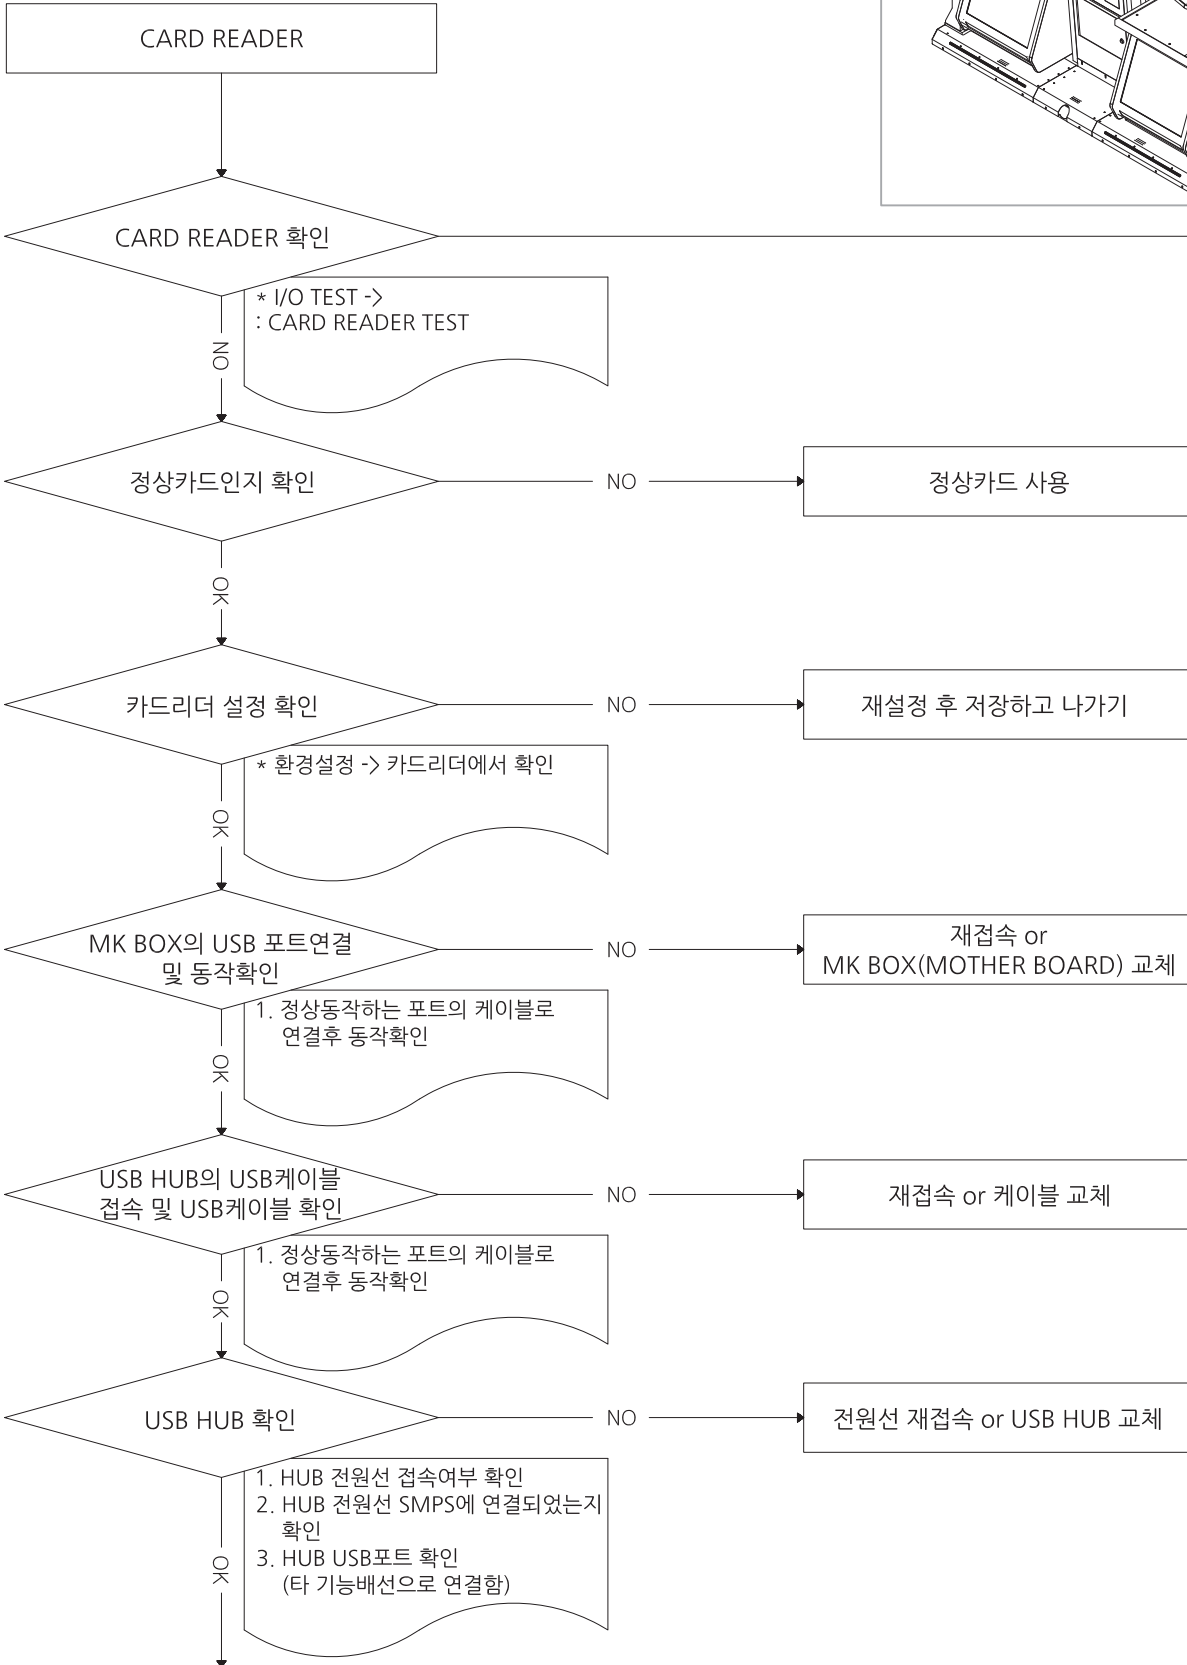 CARD READER
CARD READER 확인
* I/O TEST ->
: CARD READER TEST
NO
정상카드인지 확인
NO
정상카드 사용
OK
카드리더 설정 확인
NO
재설정 후 저장하고 나가기
* 환경설정 -> 카드리더에서 확인
OK
MK BOX의 USB 포트연결
및 동작확인
NO
재접속 or
MK BOX(MOTHER BOARD) 교체
1. 정상동작하는 포트의 케이블로
연결후 동작확인
OK
USB HUB의 USB케이블
접속 및 USB케이블 확인
NO
재접속 or 케이블 교체
1. 정상동작하는 포트의 케이블로
연결후 동작확인
OK
USB HUB 확인
NO
전원선 재접속 or USB HUB 교체
1. HUB 전원선 접속여부 확인
2. HUB 전원선 SMPS에 연결되었는지
확인
3. HUB USB포트 확인
(타 기능배선으로 연결함)
OK